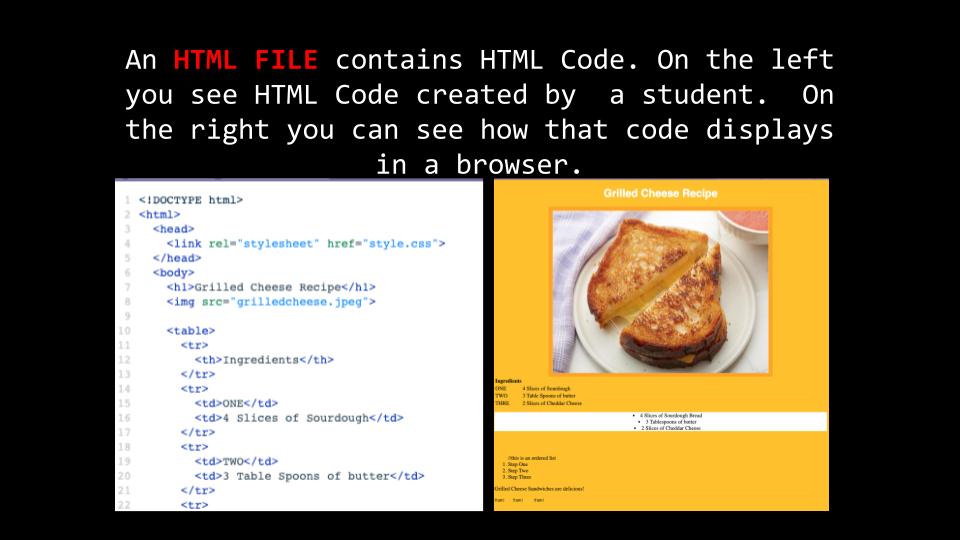 An HTML FILE contains HTML Code. On the left
you see HTML Code created by  a student.  On
the right you can see how that code displays
in a browser.
1 <!DOCTYPE html>
2 <html>
3   <head>
4     <link rel="stylesheet" href="style.css">
5   </head>
6   <body>
7     <h1>Grilled Cheese Recipe</h1>
8     <img src="grilledcheese.jpeg">
9
10     <table>
11       <tr>
12         <th>Ingredients</th>
13       </tr>
14       <tr>
15         <td>ONE</td>
16         <td>4 Slices of Sourdough</td>
17       </tr>
18       <tr>
19         <td>TWO</td>
20         <td>3 Table Spoons of butter</td>
21       </tr>
22       <tr>
Grilled Cheese Recipe
Ingredients
ONE 4 Slices of Sourdough
TWO 3 Table Spoons of butter
THRE 2 Slices of Cheddar Cheese
• 4 Slices of Sourdough Bread
• 3 Tablespoons of butter
• 2 Slices of Cheddar Cheese
//this is an ordered list
1. Step One
2. Step Two
3. Step Three
Grilled Cheese Sandwiches are delicious!